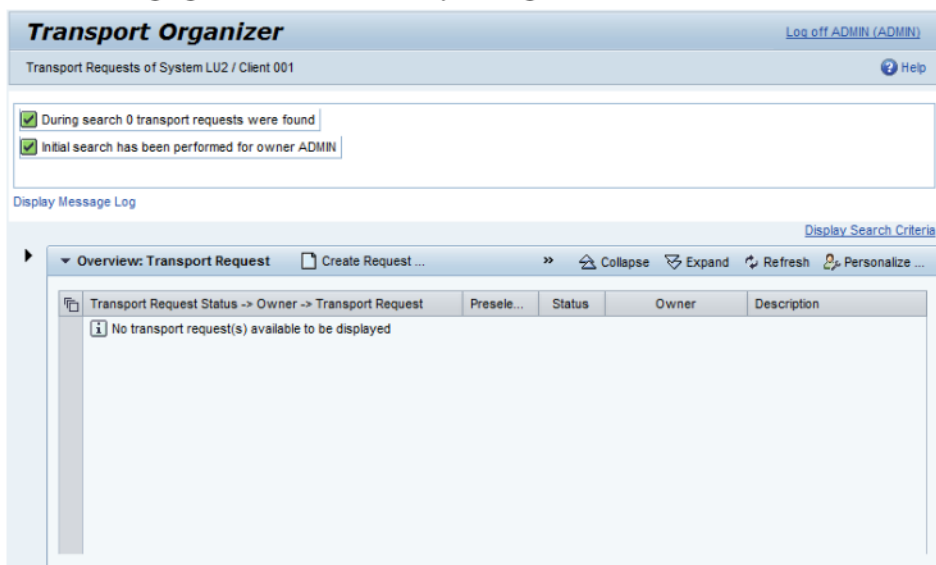 Transport Organizer
Log off ADMIN (ADMIN)
Transport Requests of System LU2 / Client 001
Help
During search 0 transport requests were found
Initial search has been performed for owner ADMIN
Display Message Log
Display Search Criteria
Overview: Transport Request
Create Request ...
»
Collapse
Expand
Refresh
Personalize ...
Transport Request Status -> Owner -> Transport Request
Presele...
Status
Owner
Description
No transport request(s) available to be displayed